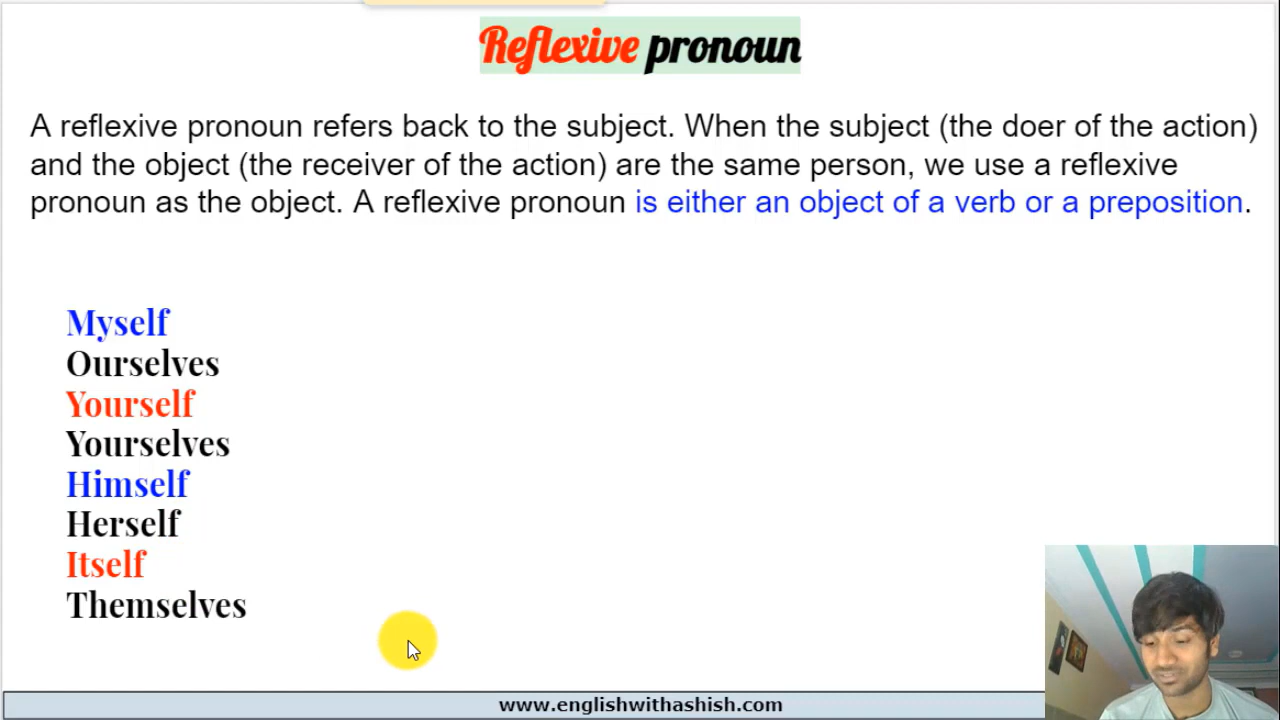 Reflexive pronoun
A reflexive pronoun refers back to the subject. When the subject (the doer of the action)
and the object (the receiver of the action) are the same person, we use a reflexive
pronoun as the object. A reflexive pronoun is either an object of a verb or a preposition.
Myself
Ourselves
Yourself
Yourselves
Himself
Herself
Itself
Themselves
www.englishwithashish.com